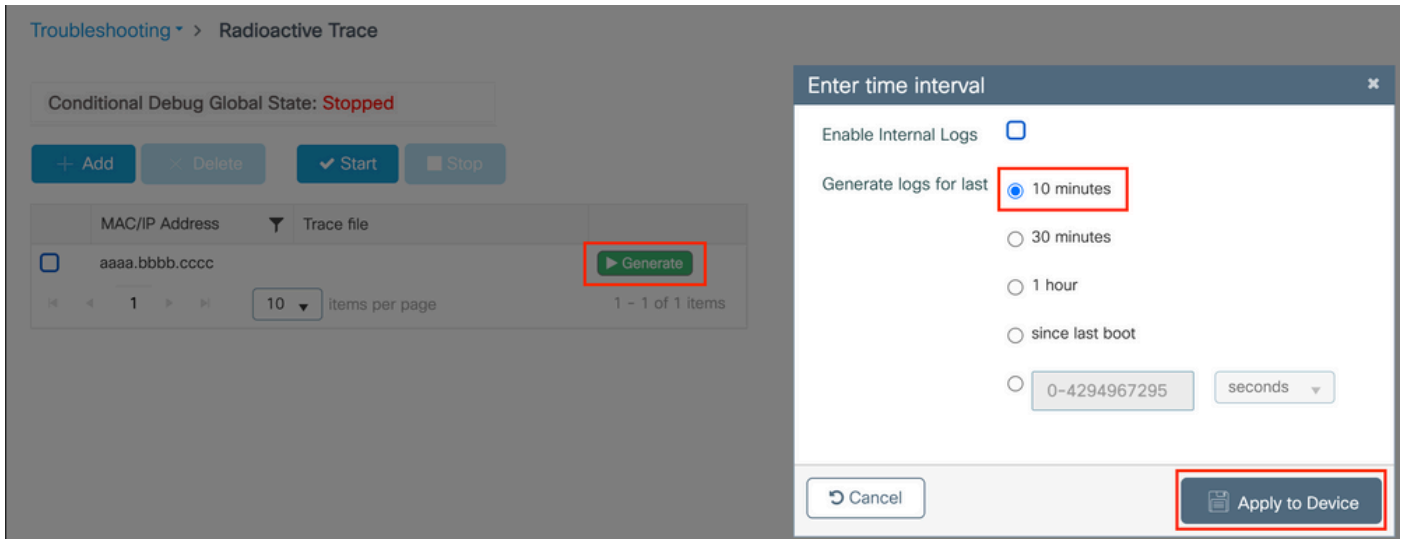 Troubleshooting > Radioactive Trace
Conditional Debug Global State: Stopped
+ Add
× Delete
✔ Start
Stop
MAC/IP Address
Trace file
aaaa.bbbb.cccc
Generate
1
10
items per page
1 - 1 of 1 items
Enter time interval
Enable Internal Logs
Generate logs for last
10 minutes
30 minutes
1 hour
since last boot
0-4294967295
seconds
Cancel
Apply to Device